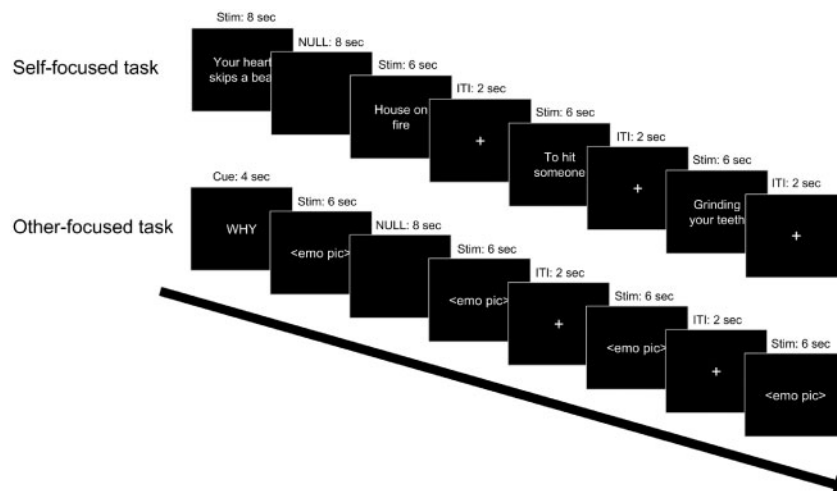 Self-focused task
Stim: 8 sec
Your heart
skips a bea
NULL: 8 sec
Stim: 6 sec
House on
fire
ITI: 2 sec
+
Stim: 6 sec
To hit
someone
ITI: 2 sec
+
Stim: 6 sec
Grinding
your teeth
ITI: 2 sec
+
Other-focused task
Cue: 4 sec
WHY
Stim: 6 sec
<emo pic>
NULL: 8 sec
Stim: 6 sec
<emo pic>
ITI: 2 sec
+
Stim: 6 sec
<emo pic>
ITI: 2 sec
+
Stim: 6 sec
<emo pic>